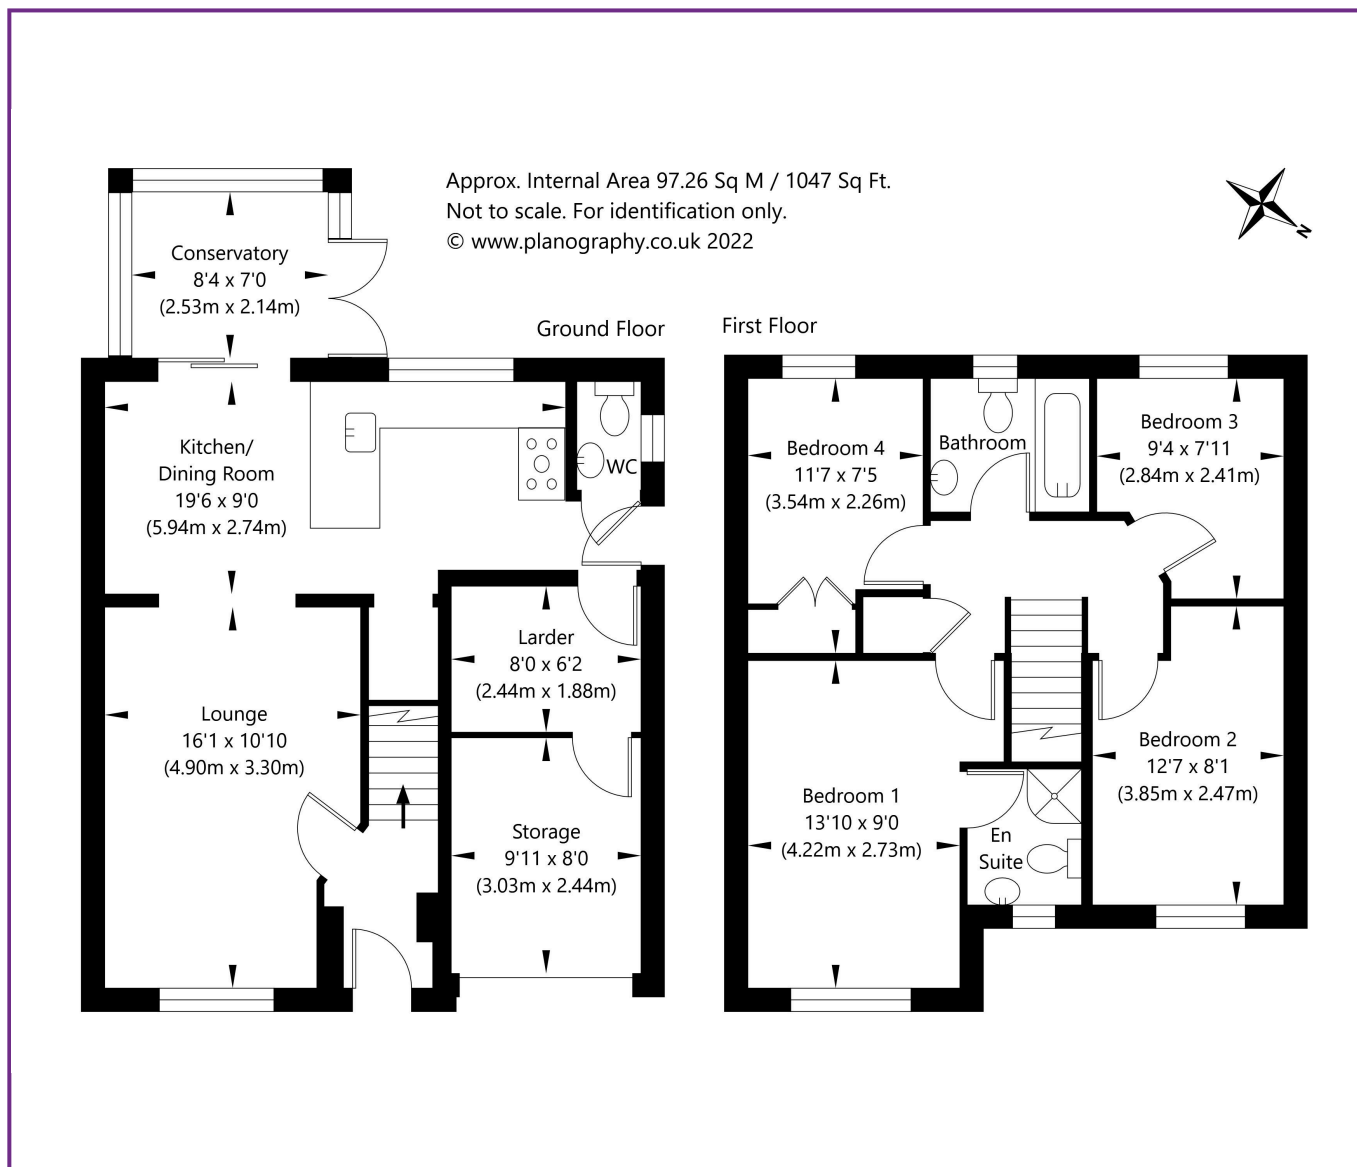 Approx. Internal Area 97.26 Sq M / 1047 Sq Ft.
Not to scale. For identification only.
© www.planography.co.uk 2022
N
Conservatory
8'4 x 7'0
(2.53m x 2.14m)
Ground Floor
Kitchen/
Dining Room
19'6 x 9'0
(5.94m x 2.74m)
WC
Larder
8'0 x 6'2
(2.44m x 1.88m)
Lounge
16'1 x 10'10
(4.90m x 3.30m)
Storage
9'11 x 8'0
(3.03m x 2.44m)
First Floor
Bedroom 4
11'7 x 7'5
(3.54m x 2.26m)
Bathroom
Bedroom 3
9'4 x 7'11
(2.84m x 2.41m)
Bedroom 1
13'10 x 9'0
(4.22m x 2.73m)
En
Suite
Bedroom 2
12'7 x 8'1
(3.85m x 2.47m)